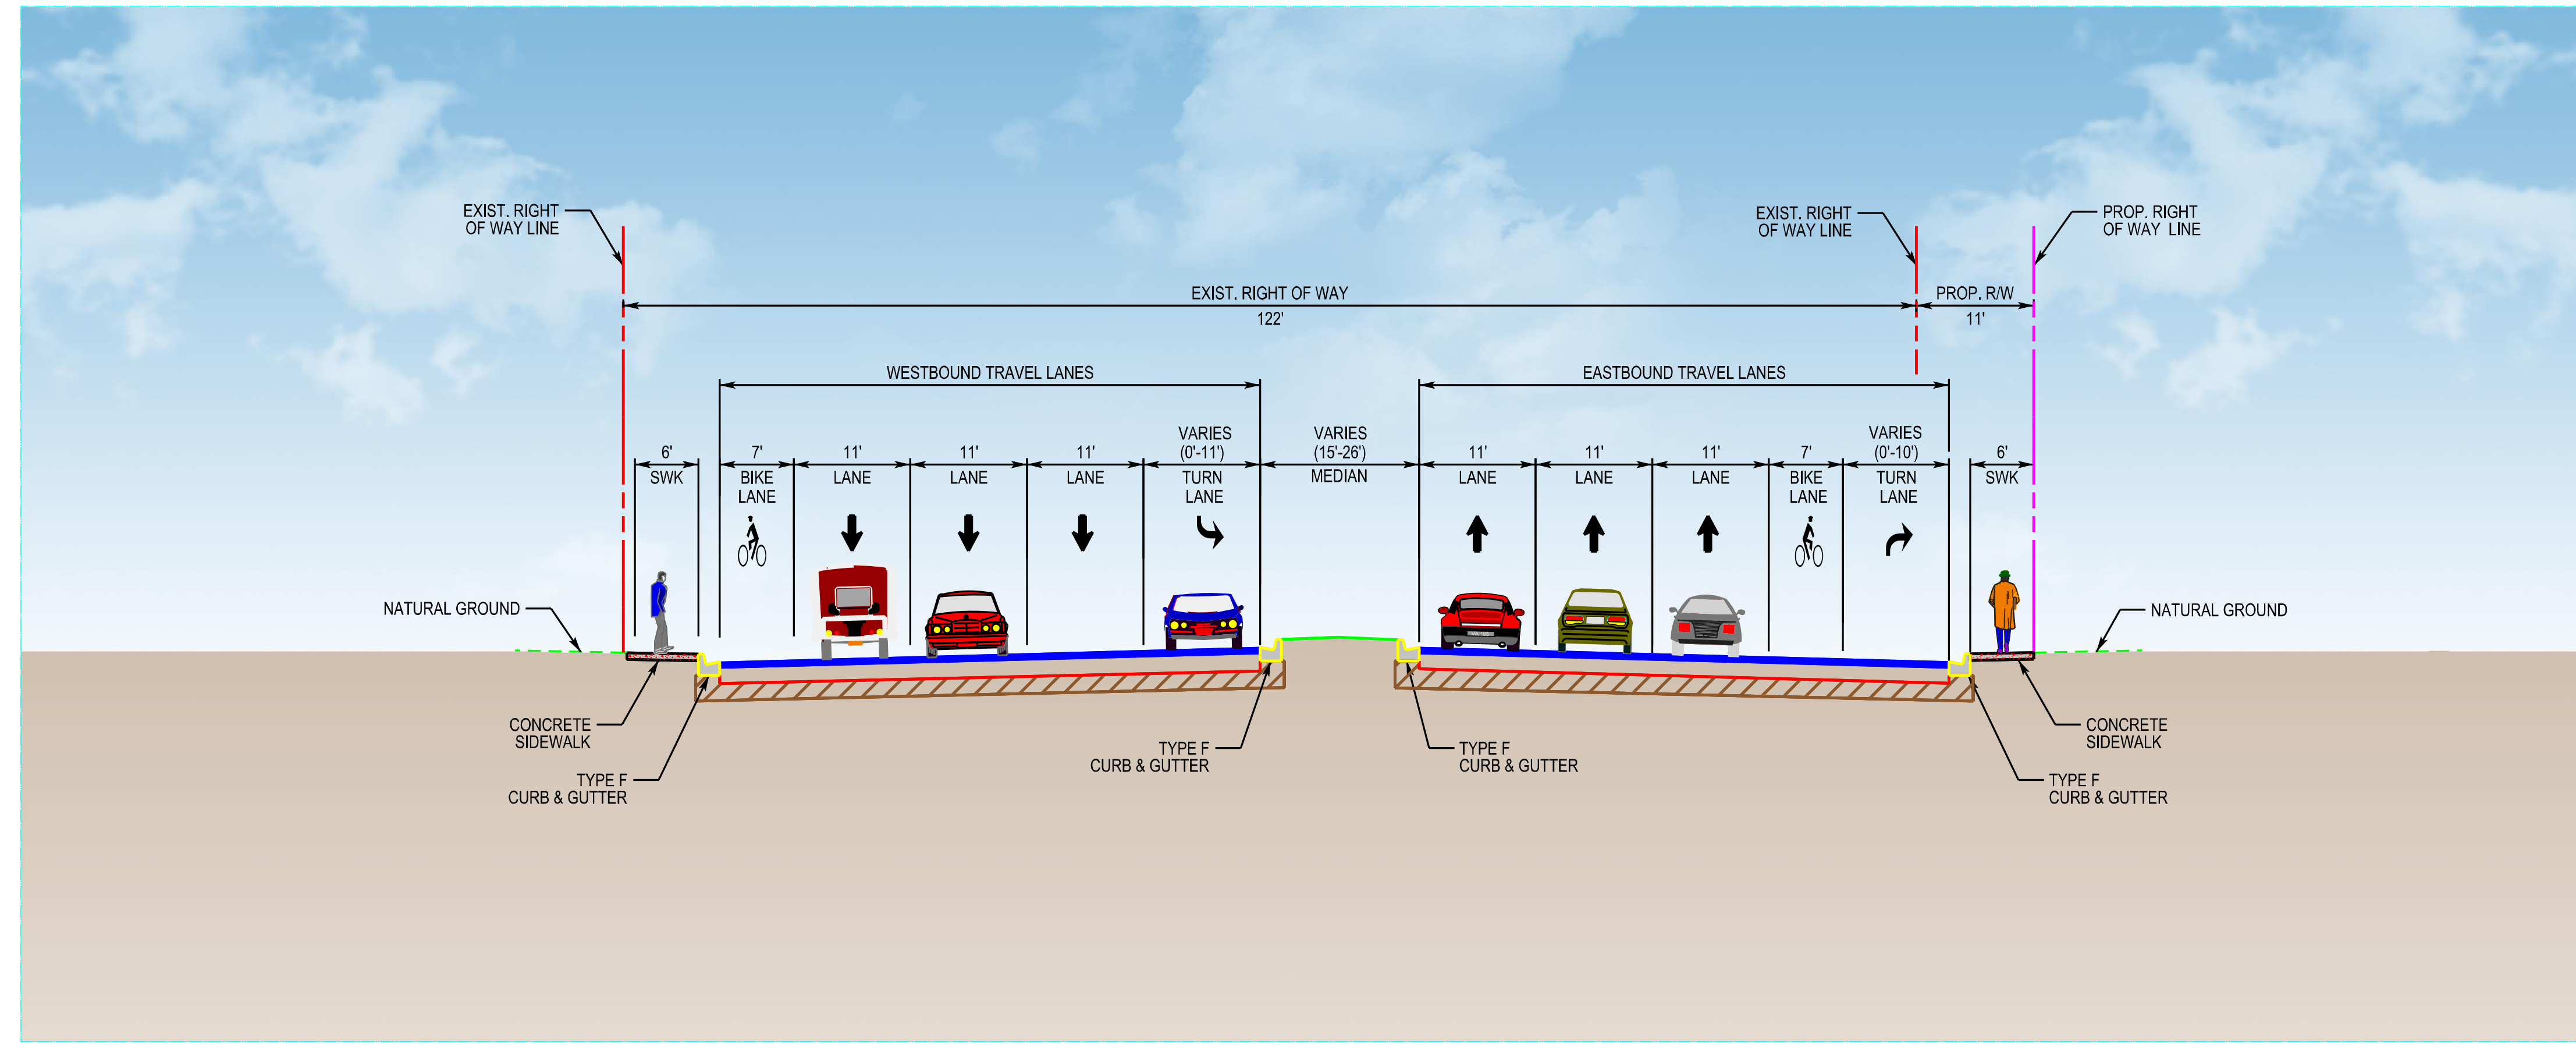 EXIST. RIGHT
OF WAY LINE
EXIST. RIGHT
OF WAY LINE
PROP. RIGHT
OF WAY LINE
EXIST. RIGHT OF WAY
122'
PROP. R/W
11'
WESTBOUND TRAVEL LANES
EASTBOUND TRAVEL LANES
6'
SWK
7'
BIKE
LANE
11'
LANE
11'
LANE
11'
LANE
VARIES
(0'-11')
TURN
LANE
VARIES
(15'-26')
MEDIAN
11'
LANE
11'
LANE
11'
LANE
7'
BIKE
LANE
VARIES
(0'-10')
TURN
LANE
6'
SWK
NATURAL GROUND
NATURAL GROUND
CONCRETE
SIDEWALK
TYPE F
CURB & GUTTER
TYPE F
CURB & GUTTER
TYPE F
CURB & GUTTER
CONCRETE
SIDEWALK
TYPE F
CURB & GUTTER